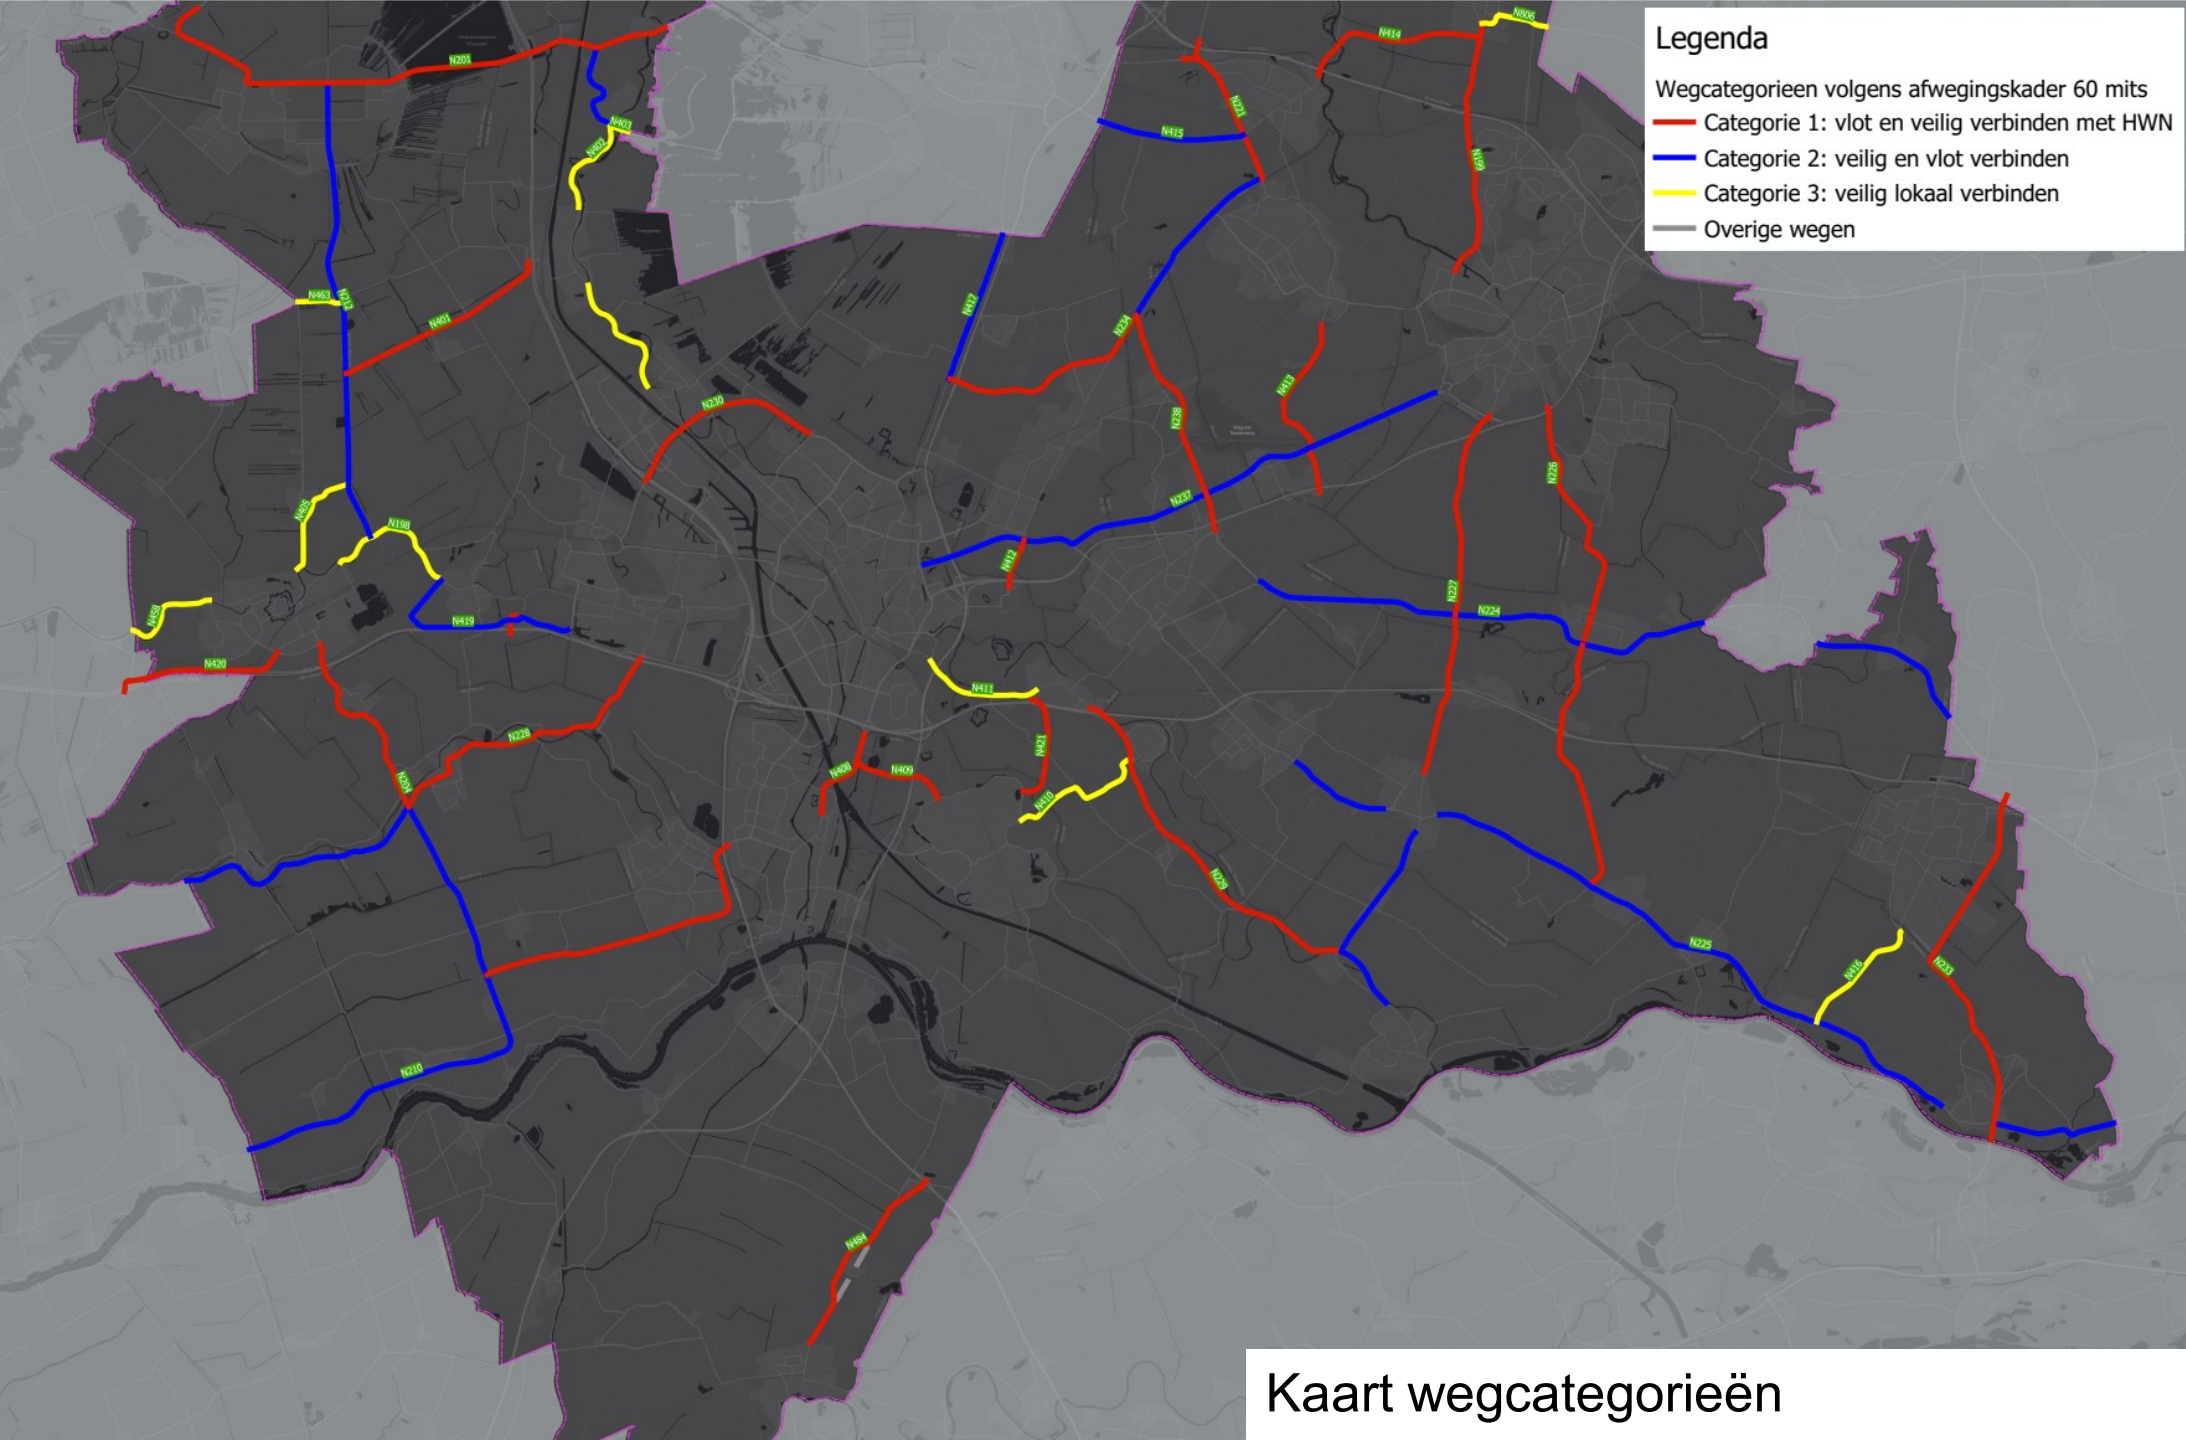 Legenda
Wegcategorieen volgens afwegingskader 60 mits
Categorie 1: vlot en veilig verbinden met HWN
Categorie 2: veilig en vlot verbinden
Categorie 3: veilig lokaal verbinden
Overige wegen
N806
N414
N201
N221
N403
N415
N402
N199
N463
N212
N417
N401
N234
N413
N230
N238
N226
N237
N405
N198
N412
N227
N224
N458
N419
N420
N411
N228
N421
N204
N408
N409
N410
N229
N225
N416
N233
N210
N484
Kaart wegcategorieën